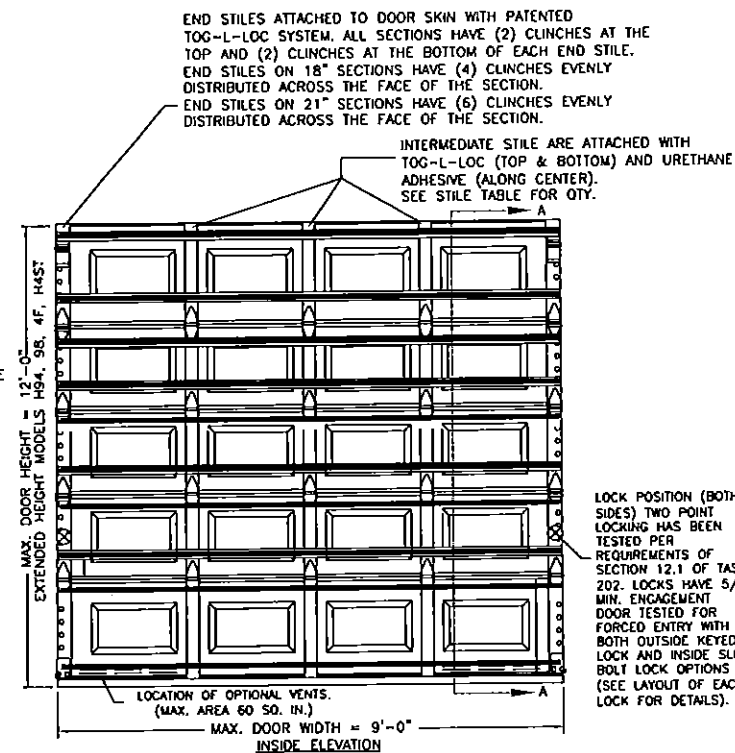 END STILES ATTACHED TO DOOR SKIN WITH PATENTED
TOG-L-LOC SYSTEM. ALL SECTIONS HAVE (2) CLINCHES AT THE
TOP AND (2) CLINCHES AT THE BOTTOM OF EACH END STILE.
END STILES ON 18" SECTIONS HAVE (4) CLINCHES EVENLY
DISTRIBUTED ACROSS THE FACE OF THE SECTION.
END STILES ON 21" SECTIONS HAVE (6) CLINCHES EVENLY
DISTRIBUTED ACROSS THE FACE OF THE SECTION.
INTERMEDIATE STILE ARE ATTACHED WITH
TOG-L-LOC (TOP & BOTTOM) AND URETHANE
ADHESIVE (ALONG CENTER).
SEE STILE TABLE FOR QTY.
A
MAX. DOOR HEIGHT = 12'-0"
EXTENDED HEIGHT MODELS H94, 98, 4F, H4ST
LOCK POSITION (BOTH
SIDES) TWO POINT
LOCKING HAS BEEN
TESTED PER
REQUIREMENTS OF
SECTION 12.1 OF TAS
202. LOCKS HAVE 5/
MIN. ENGAGEMENT
DOOR TESTED FOR
FORCED ENTRY WITH
BOTH OUTSIDE KEYED
LOCK AND INSIDE
BOLT LOCK OPTIONS
(SEE LAYOUT OF EAC
LOCK FOR DETAILS).
A
LOCATION OF OPTIONAL VENTS.
(MAX. AREA 60 SQ. IN.)
MAX. DOOR WIDTH = 9'-0"
INSIDE ELEVATION